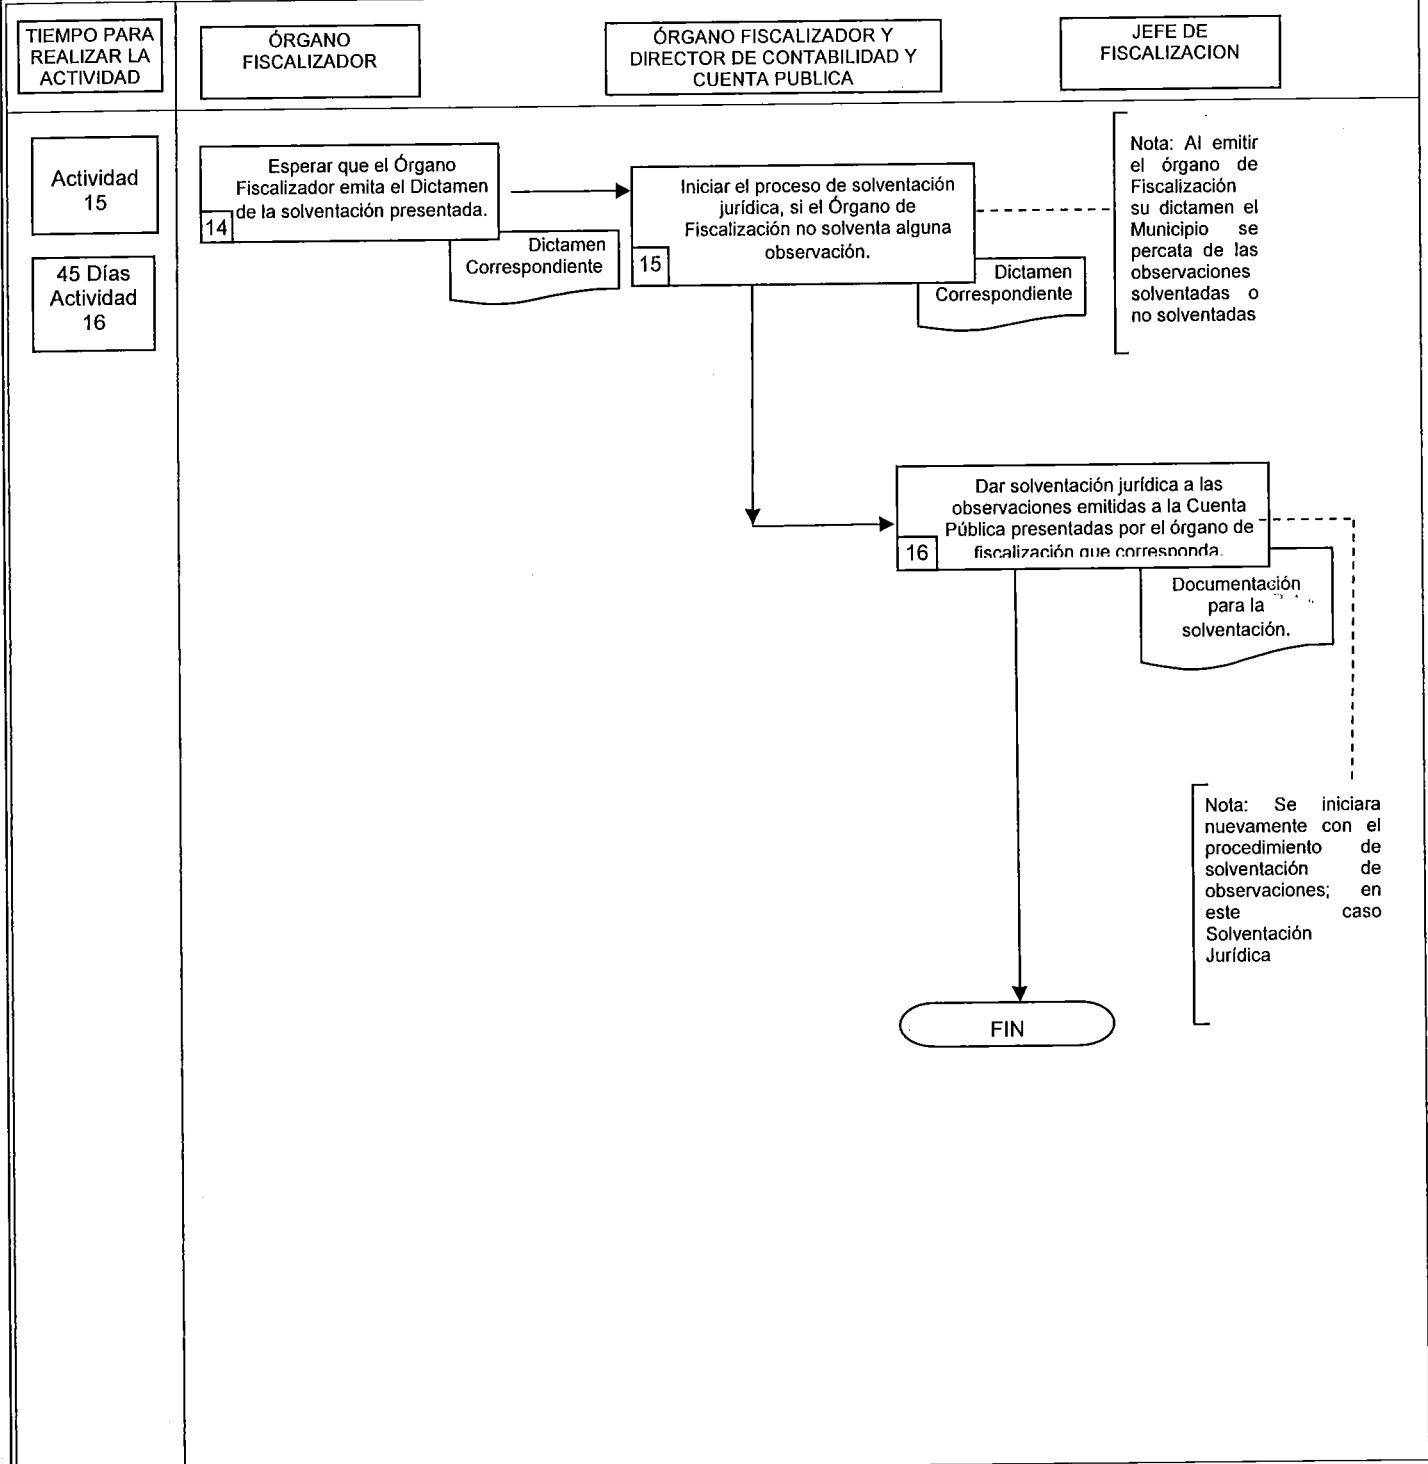 TIEMPO PARA
REALIZAR LA
ACTIVIDAD
ÓRGANO
FISCALIZADOR
ÓRGANO FISCALIZADOR Y
DIRECTOR DE CONTABILIDAD Y
CUENTA PUBLICA
JEFE DE
FISCALIZACION
Actividad
15
45 Días
Actividad
16
Esperar que el Órgano
Fiscalizador emita el Dictamen
de la solventación presentada.
14
Dictamen
Correspondiente
Iniciar el proceso de solventación
jurídica, si el Órgano de
Fiscalización no solventa alguna
observación.
15
Dictamen
Correspondiente
Nota: Al emitir
el órgano de
Fiscalización
su dictamen el
Municipio se
percata de las
observaciones
solventadas o
no solventadas
Dar solventación jurídica a las
observaciones emitidas a la Cuenta
Pública presentadas por el órgano de
fiscalización que corresponda.
16
Documentación
para la
solventación.
Nota: Se iniciara
nuevamente con el
procedimiento de
solventación de
observaciones; en
este caso
Solventación
Jurídica
FIN